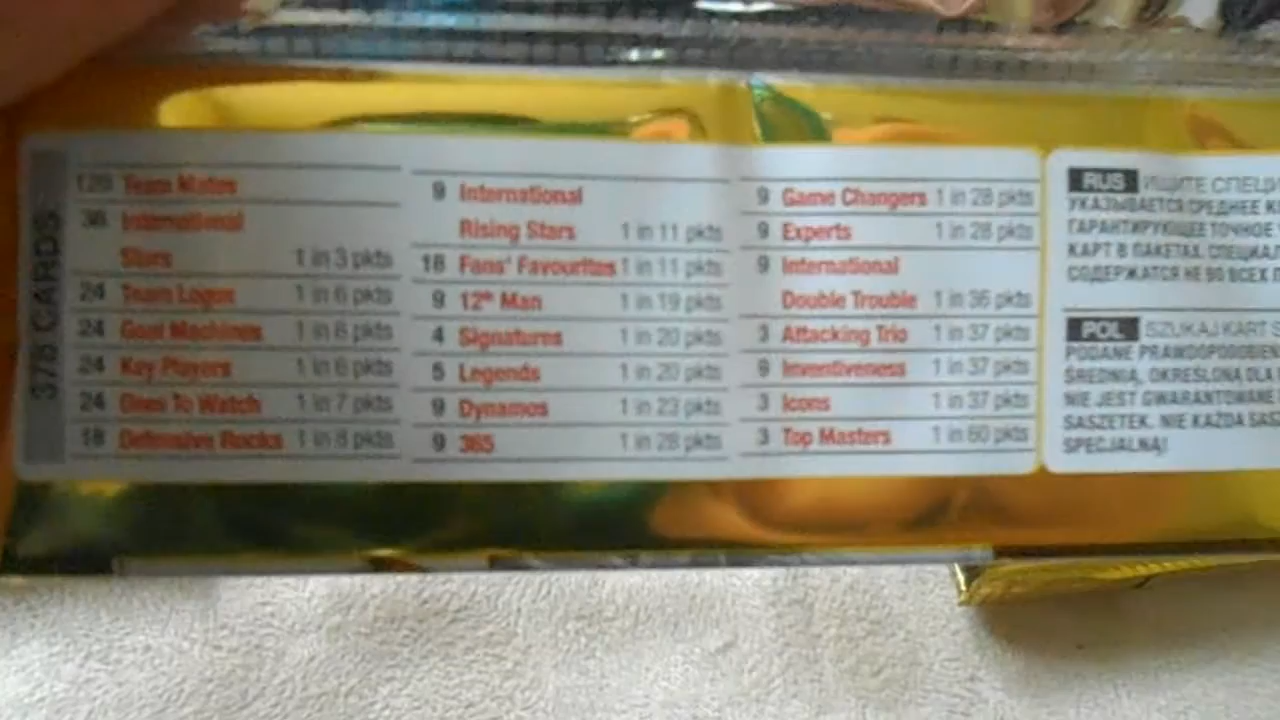 378 CARDS
128 Team Mates
36 International
Stars 1 in 3 pkts
24 Team Logos 1 in 6 pkts
24 Goal Machines 1 in 6 pkts
24 Key Players 1 in 6 pkts
24 Ones To Watch 1 in 7 pkts
18 Defensive Rocks 1 in 8 pkts
9 International
Rising Stars 1 in 11 pkts
18 Fans' Favourites 1 in 11 pkts
9 12th Man 1 in 19 pkts
4 Signatures 1 in 20 pkts
5 Legends 1 in 20 pkts
9 Dynamos 1 in 23 pkts
9 365 1 in 28 pkts
9 Game Changers 1 in 28 pkts
9 Experts 1 in 28 pkts
9 International
Double Trouble 1 in 36 pkts
3 Attacking Trio 1 in 37 pkts
Inventiveness 1 in 37 pkts
3 Icons 1 in 37 pkts
3 Top Masters 1 in 60 pkts
RUS ИЩИТЕ
УКАЗЫВАЕТСЯ СРЕДНЕЕ
ГАРАНТИРУЮЩЕЕ ТОЧНОЕ
КАРТ В ПАКЕТАХ.
СОДЕРЖАТСЯ НЕ ВО ВСЕХ
POL SZUKAJ KART
PODANE
ŚREDNIĄ, OKREŚLONĄ DLA
NIE JEST GWARANTOWANE
SASZETEK. NIE KAŻDA
SPECJALNĄ!